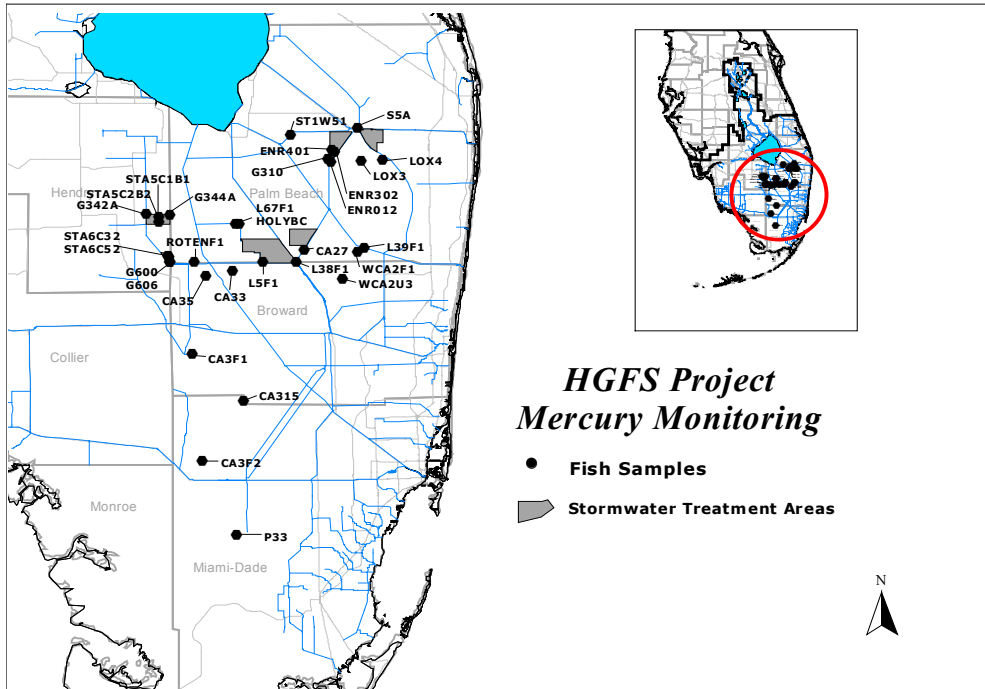 ST1W51
S5A
ENR401
G310
LOX4
LOX3
ENR302
ENR012
STA5C1B1
STA5C2B2
G342A
G344A
Palm Beach
L67F1
HOLYBC
STA6C32
STA6C52
ROTENF1
CA27
L39F1
WCA2F1
G600
G606
L5F1
L38F1
WCA2U3
CA35
CA33
Broward
Collier
CA3F1
CA315
CA3F2
Monroe
P33
Miami-Dade
HGFS Project
Mercury Monitoring
Fish Samples
Stormwater Treatment Areas
N